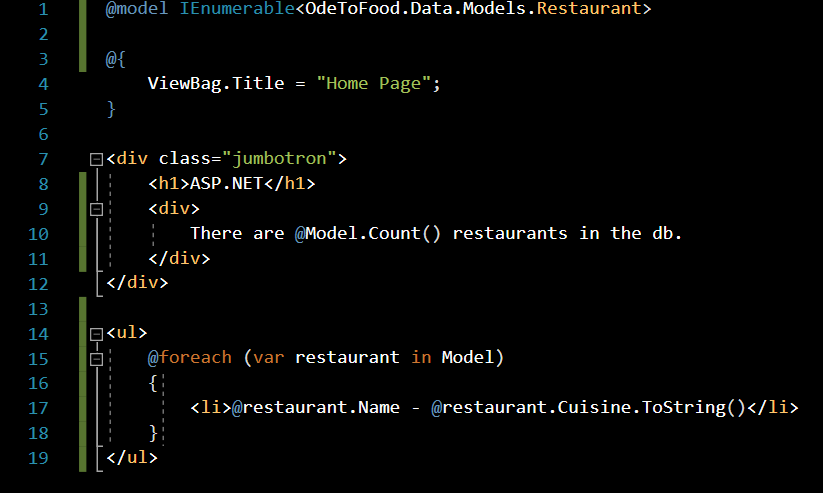 1 @model IEnumerable<OdeToFood.Data.Models.Restaurant>
2
3 @{
4 ViewBag.Title = "Home Page";
5 }
6
7 <div class="jumbotron">
8 <h1>ASP.NET</h1>
9 <div>
10 There are @Model.Count() restaurants in the db.
11 </div>
12 </div>
13
14 <ul>
15 @foreach (var restaurant in Model)
16 {
17 <li>@restaurant.Name - @restaurant.Cuisine.ToString()</li>
18 }
19 </ul>